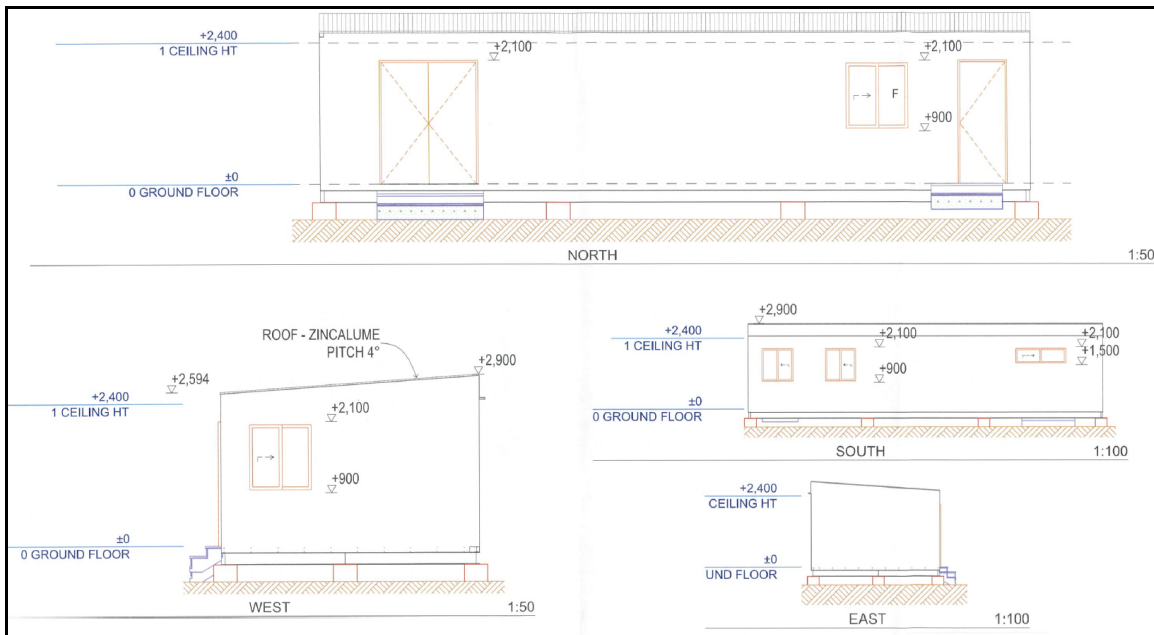 +2,400
1 CEILING HT
+2,100
+2,100
F
+900
±0
0 GROUND FLOOR
NORTH
1:50
ROOF - ZINCALUME
PITCH 4°
+2,594
+2,900
+2,400
1 CEILING HT
+2,100
+900
±0
0 GROUND FLOOR
WEST
1:50
+2,900
+2,400
1 CEILING HT
+2,100
+2,100
+1,500
+900
±0
0 GROUND FLOOR
SOUTH
1:100
+2,400
CEILING HT
±0
UND FLOOR
EAST
1:100